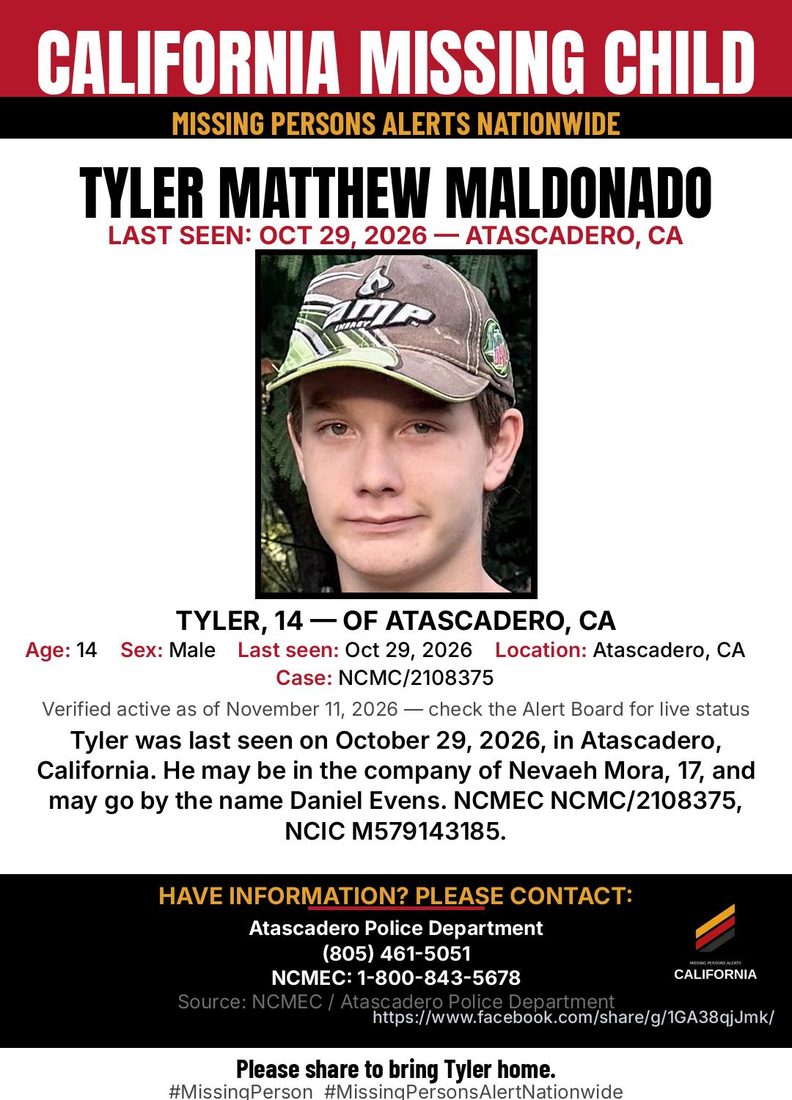 CALIFORNIA MISSING CHILD
MISSING PERSONS ALERTS NATIONWIDE
TYLER MATTHEW MALDONADO
LAST SEEN: OCT 29, 2026 — ATASCADERO, CA
AMP
ENERGY
TYLER, 14 — OF ATASCADERO, CA
Age: 14 Sex: Male Last seen: Oct 29, 2026 Location: Atascadero, CA
Case: NCMC/2108375
Verified active as of November 11, 2026 — check the Alert Board for live status
Tyler was last seen on October 29, 2026, in Atascadero,
California. He may be in the company of Nevaeh Mora, 17, and
may go by the name Daniel Evens. NCMEC NCMC/2108375,
NCIC M579143185.
HAVE INFORMATION? PLEASE CONTACT:
Atascadero Police Department
(805) 461-5051
NCMEC: 1-800-843-5678
Source: NCMEC / Atascadero Police Department
https://www.facebook.com/share/g/1GA38qjJmk/
MISSING PERSONS ALERTS
CALIFORNIA
Please share to bring Tyler home.
#MissingPerson #MissingPersonsAlertNationwide